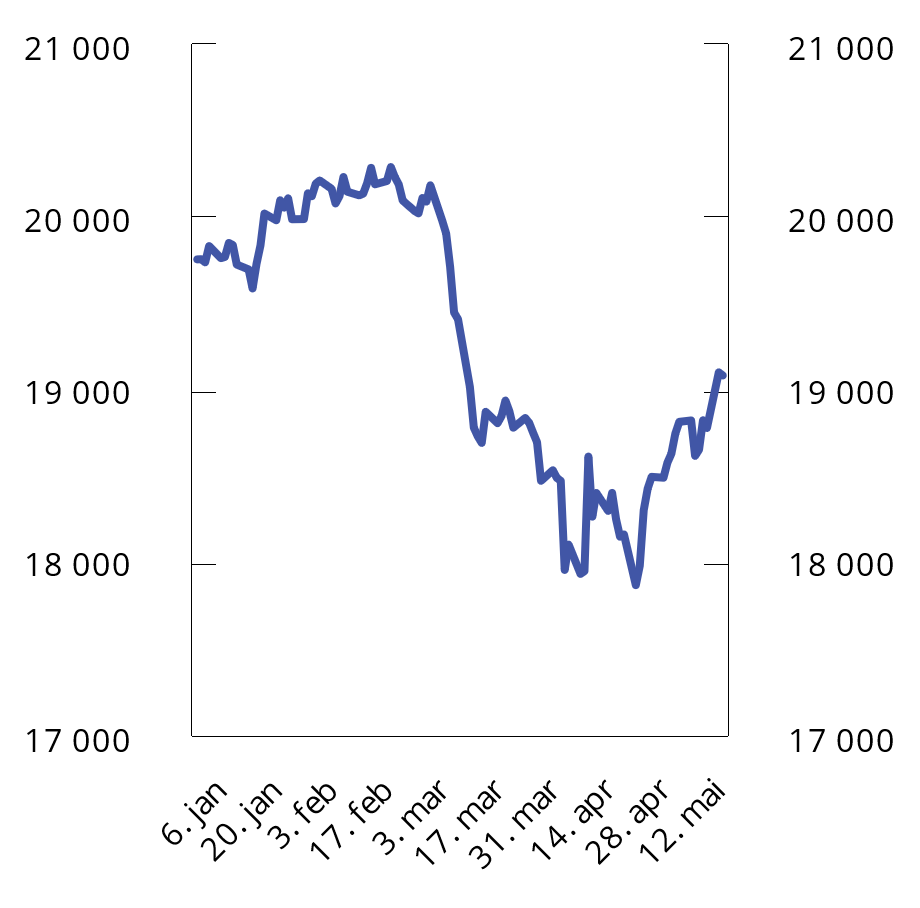 21 000
20 000
19 000
18 000
17 000
21 000
20 000
19 000
18 000
17 000
6. jan
20. jan
3. feb
17. feb
3. mar
17. mar
31. mar
14. apr
28. apr
12. mai